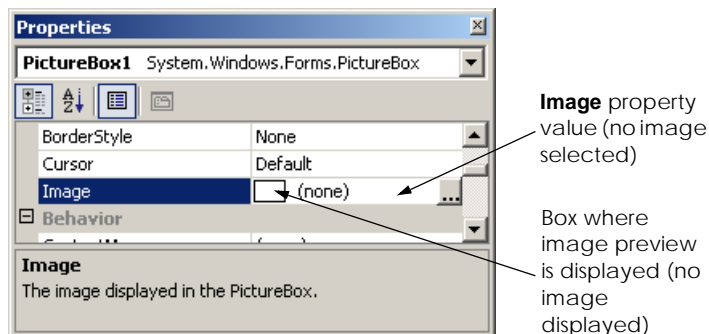 Properties
PictureBox1 System.Windows.Forms.PictureBox
BorderStyle None
Cursor Default
Image (none) ...
Behavior
Image
The image displayed in the PictureBox.
Image property
value (no image
selected)
Box where
image preview
is displayed (no
image
displayed)